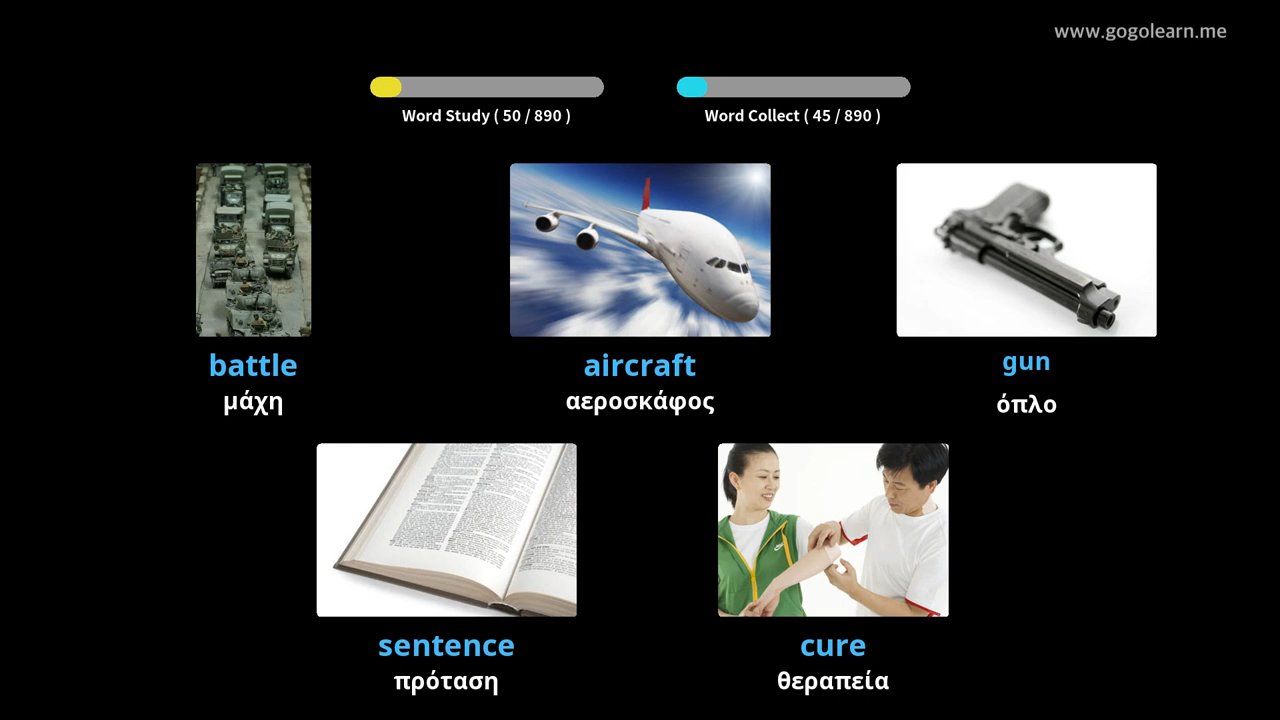 www.gogolearn.me
Word Study ( 50 / 890 )
Word Collect ( 45 / 890 )
battle
μάχη
aircraft
αεροσκάφος
gun
όπλο
sentence
πρόταση
cure
θεραπεία